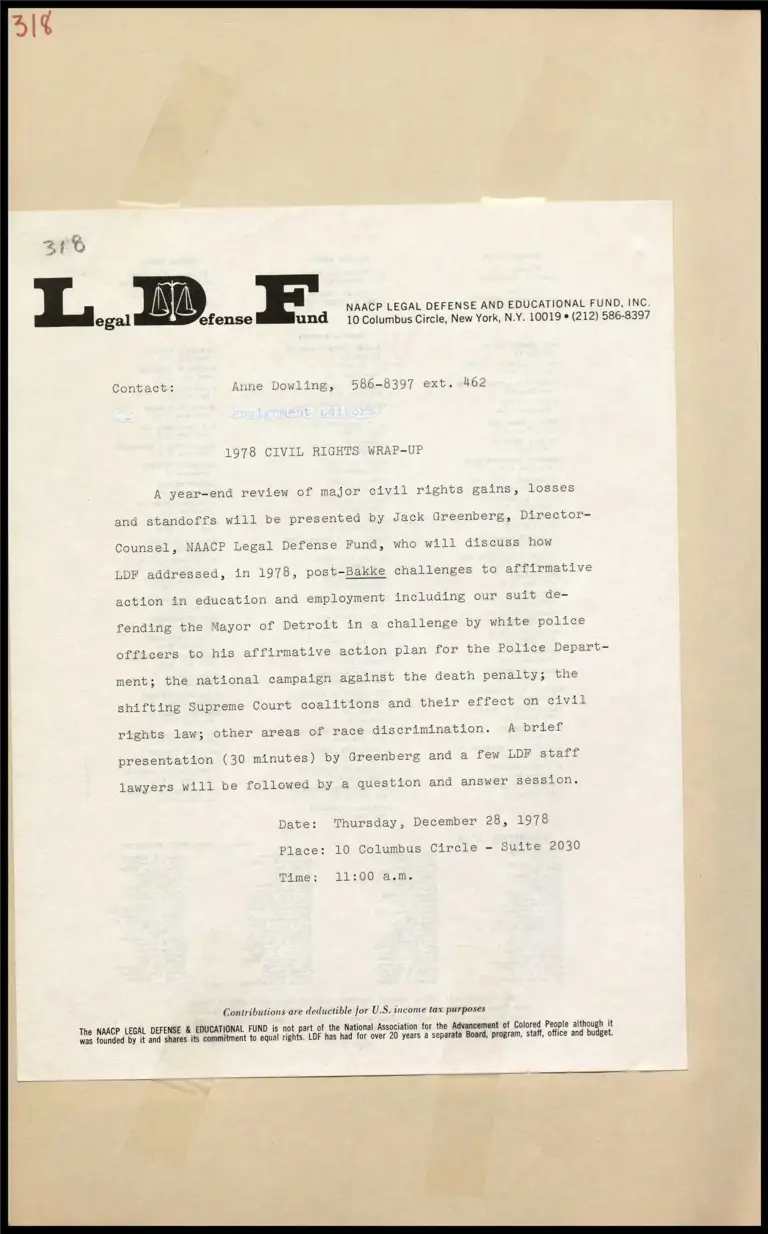 318
318
Legal Defense Fund
NAACP LEGAL DEFENSE AND EDUCATIONAL FUND, INC.
10 Columbus Circle, New York, N.Y. 10019 • (212) 586-8397
Contact: Anne Dowling, 586-8397 ext. 462
Assignment Editors
1978 CIVIL RIGHTS WRAP-UP
A year-end review of major civil rights gains, losses
and standoffs will be presented by Jack Greenberg, Director-
Counsel, NAACP Legal Defense Fund, who will discuss how
LDF addressed, in 1978, post-Bakke challenges to affirmative
action in education and employment including our suit de-
fending the Mayor of Detroit in a challenge by white police
officers to his affirmative action plan for the Police Depart-
ment; the national campaign against the death penalty; the
shifting Supreme Court coalitions and their effect on civil
rights law; other areas of race discrimination. A brief
presentation (30 minutes) by Greenberg and a few LDF staff
lawyers will be followed by a question and answer session.
Date: Thursday, December 28, 1978
Place: 10 Columbus Circle - Suite 2030
Time: 11:00 a.m.
Contributions are deductible for U.S. income tax purposes
The NAACP LEGAL DEFENSE & EDUCATIONAL FUND is not part of the National Association for the Advancement of Colored People although it
was founded by it and shares its commitment to equal rights. LDF has had for over 20 years a separate Board, program, staff, office and budget.